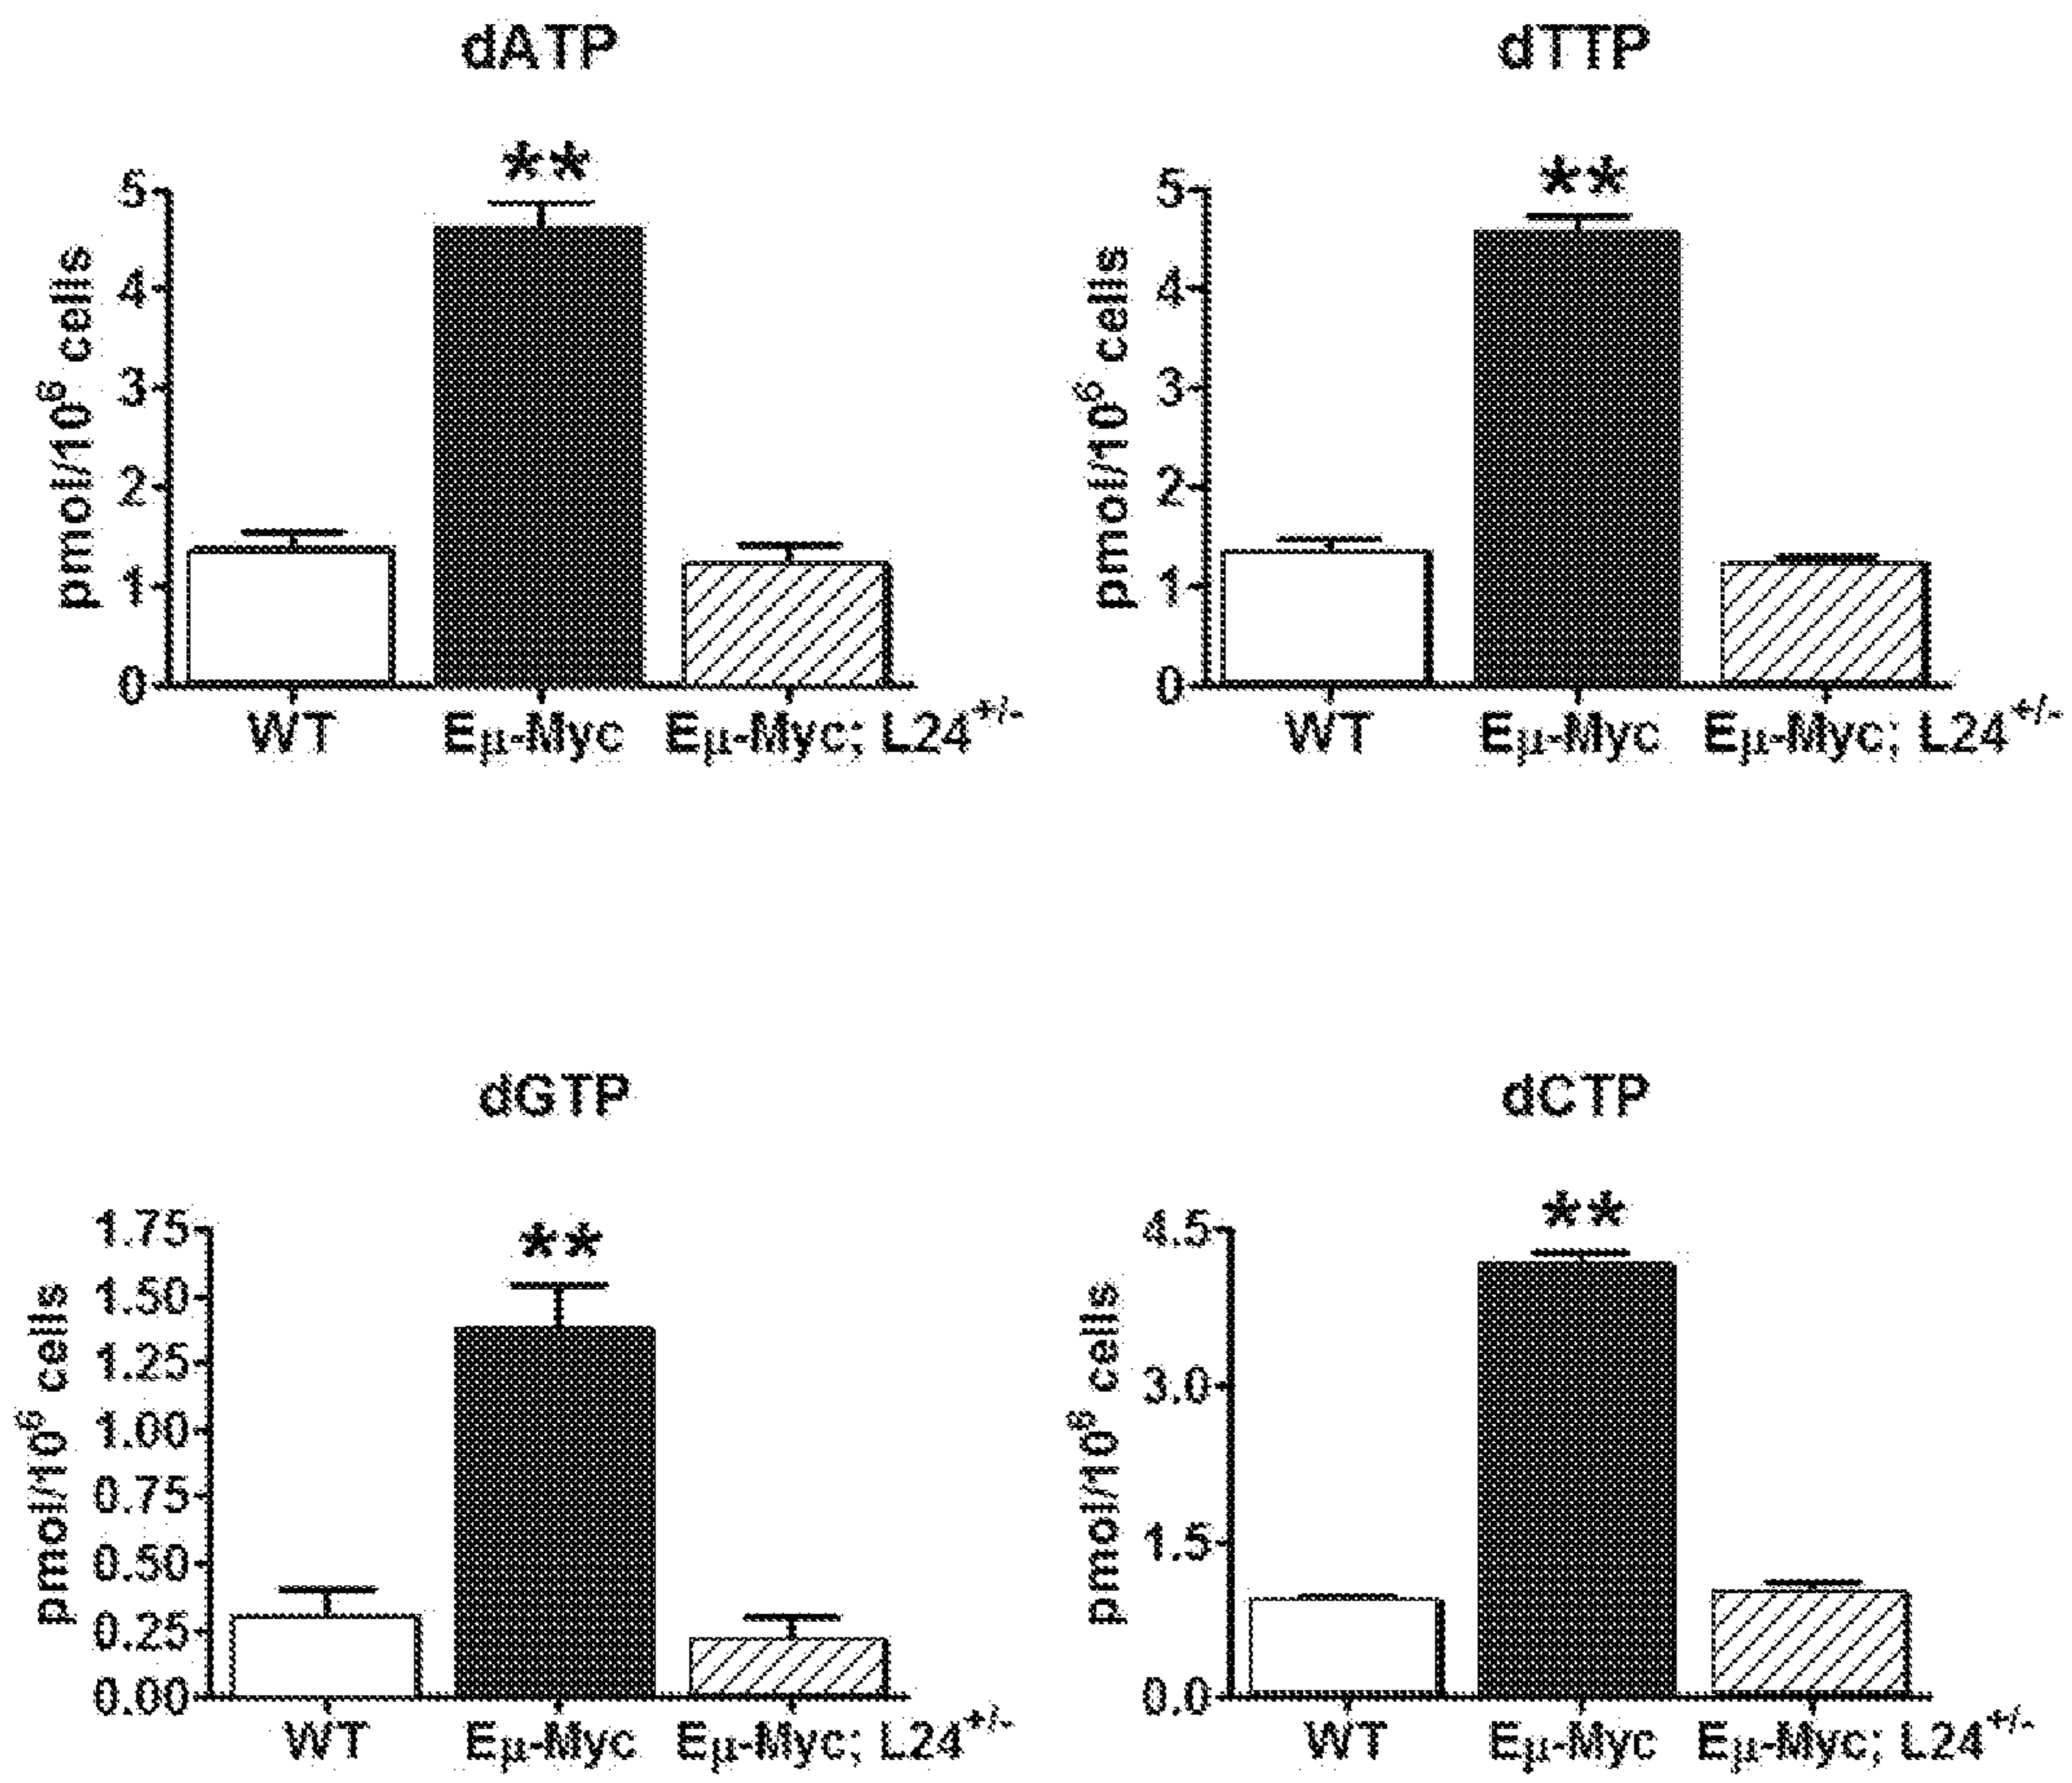 dATP
**
5
4
3
2
1
0
pmol/10⁶ cells
WT Eμ-Myc Eμ-Myc; L24⁺/⁻
dTTP
**
5
4
3
2
1
0
pmol/10⁶ cells
WT Eμ-Myc Eμ-Myc; L24⁺/⁻
dGTP
**
1.75
1.50
1.25
1.00
0.75
0.50
0.25
0.00
pmol/10⁶ cells
WT Eμ-Myc Eμ-Myc; L24⁺/⁻
dCTP
**
4.5
3.0
1.5
0.0
pmol/10⁶ cells
WT Eμ-Myc Eμ-Myc; L24⁺/⁻